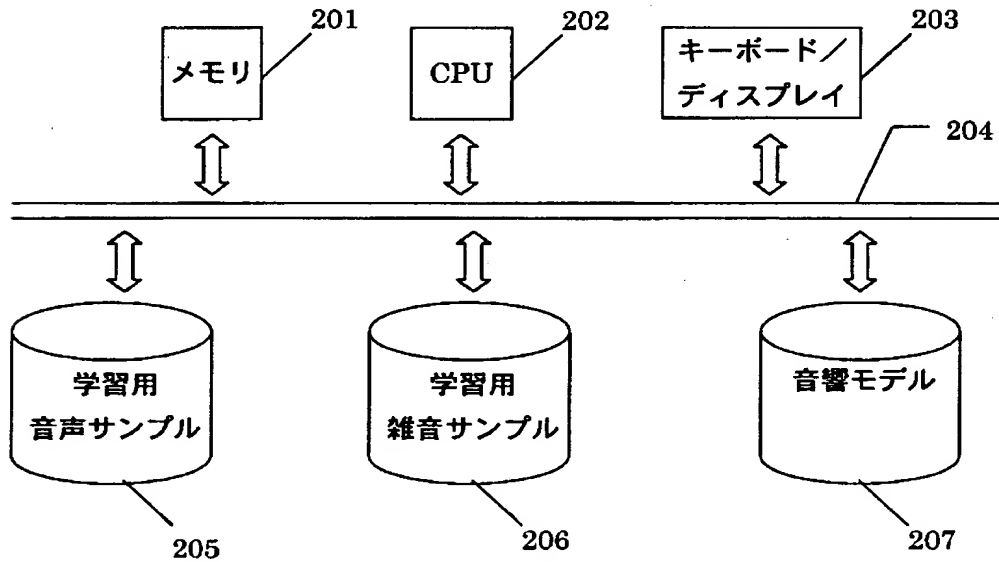 201
メモリ
202
CPU
203
キーボード／
ディスプレイ
204
学習用
音声サンプル
205
学習用
雑音サンプル
206
音響モデル
207